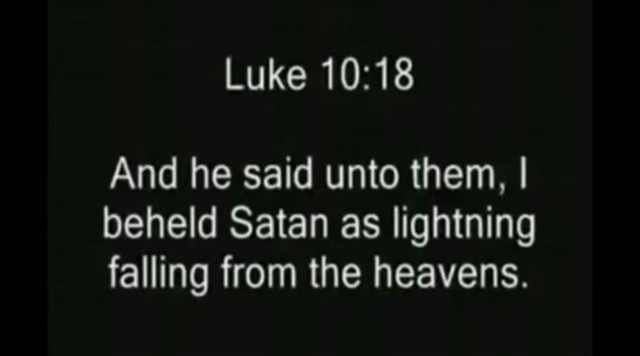 Luke 10:18
And he said unto them, I
beheld Satan as lightning
falling from the heavens.